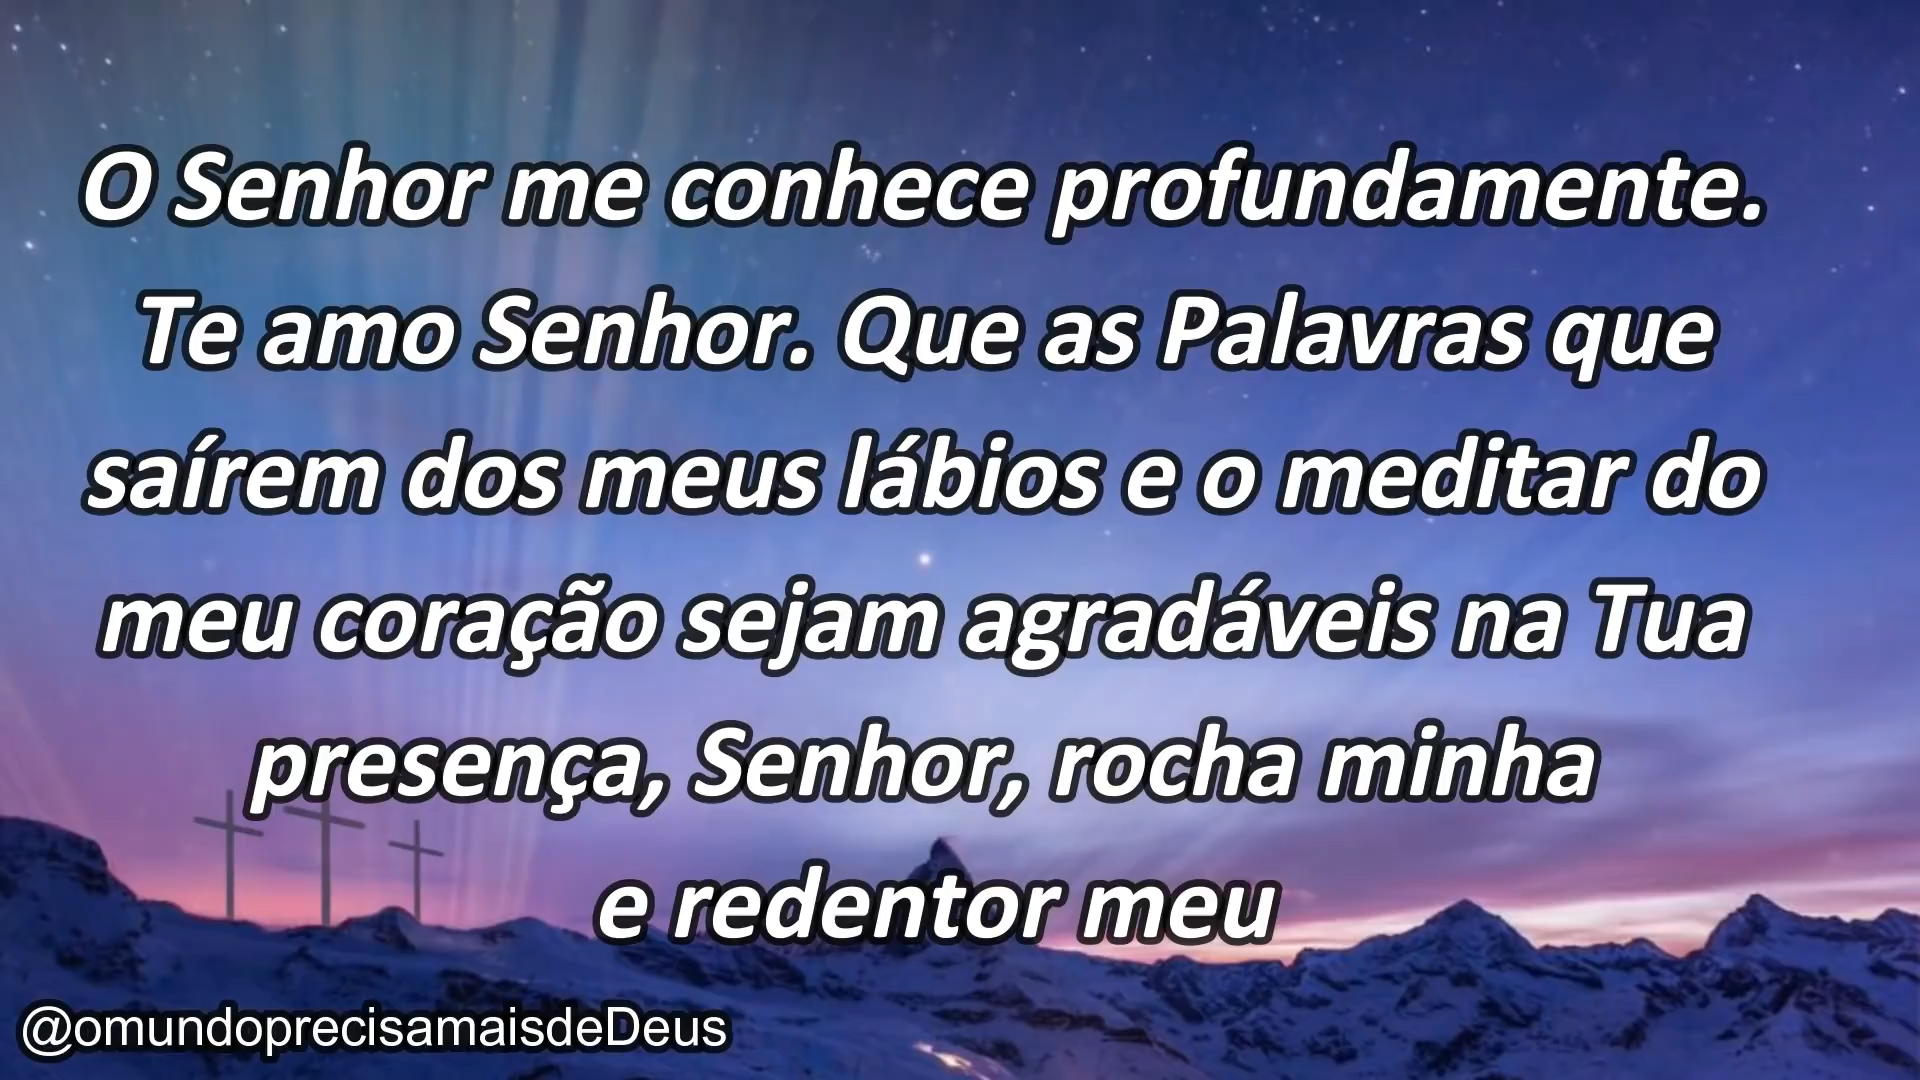 O Senhor me conhece profundamente.
Te amo Senhor. Que as Palavras que
saírem dos meus lábios e o meditar do
meu coração sejam agradáveis na Tua
presença, Senhor, rocha minha
e redentor meu
@omundoprecisamaisdeDeus